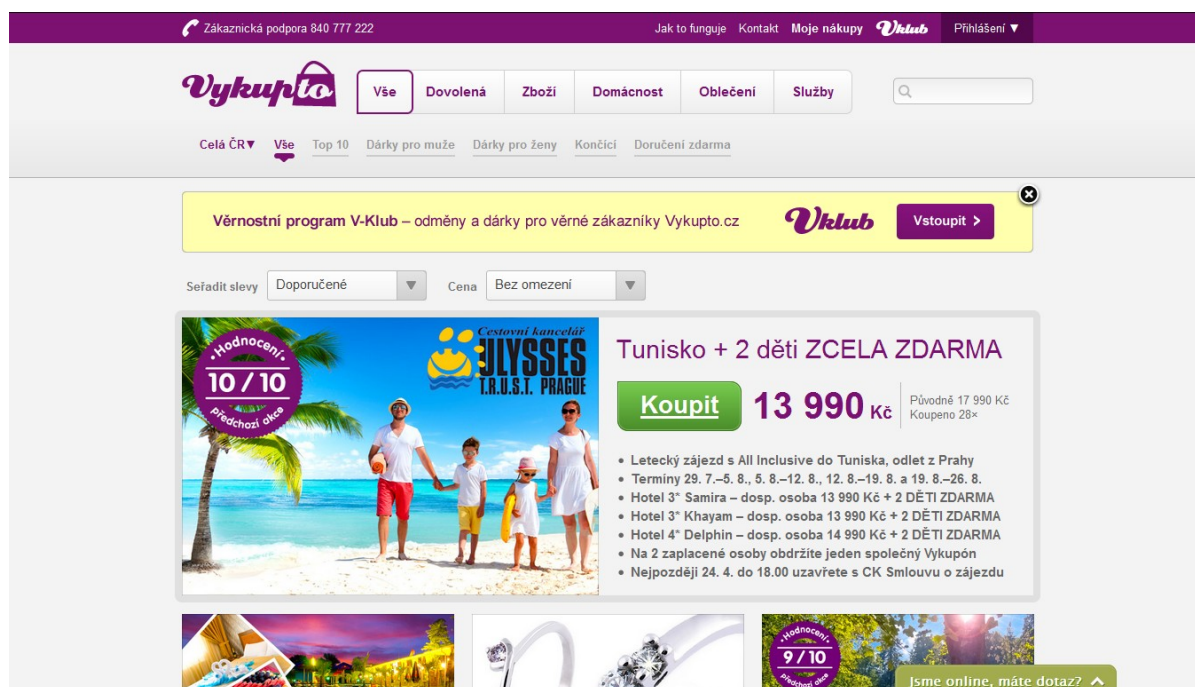 Zákaznická podpora 840 777 222
Jak to funguje Kontakt Moje nákupy Vklub Přihlášení ▼
Vykupto
Vše Dovolená Zboží Domácnost Oblečení Služby
Celá ČR▼ Vše Top 10 Dárky pro muže Dárky pro ženy Končící Doručení zdarma
Věrnostní program V-Klub – odměny a dárky pro věrné zákazníky Vykupto.cz Vklub Vstoupit >
Seřadit slevy Doporučené ▼ Cena Bez omezení ▼
Hodnocení
10 / 10
předchozí akce
Cestovní kancelář
ULYSSES
T.R.U.S.T. PRAGUE
Tunisko + 2 děti ZCELA ZDARMA
Koupit 13 990 Kč
Původně 17 990 Kč
Koupeno 28×
• Letecký zájezd s All Inclusive do Tuniska, odlet z Prahy
• Termíny 29. 7.–5. 8., 5. 8.–12. 8., 12. 8.–19. 8. a 19. 8.–26. 8.
• Hotel 3* Samira – dosp. osoba 13 990 Kč + 2 DĚTI ZDARMA
• Hotel 3* Khayam – dosp. osoba 13 990 Kč + 2 DĚTI ZDARMA
• Hotel 4* Delphin – dosp. osoba 14 990 Kč + 2 DĚTI ZDARMA
• Na 2 zaplacené osoby obdržíte jeden společný Vykupón
• Nejpozději 24. 4. do 18.00 uzavřete s CK Smlouvu o zájezdu
Hodnocení
9 / 10
předchozí akce
Jsme online, máte dotaz?